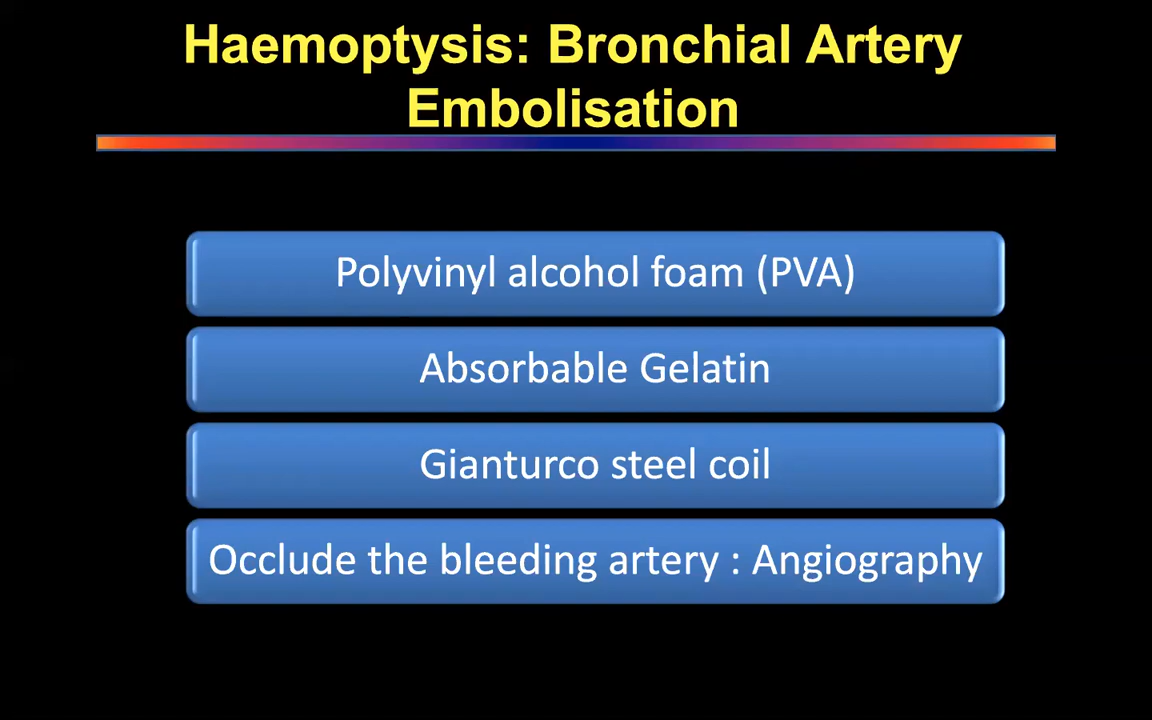 Haemoptysis: Bronchial Artery
Embolisation
Polyvinyl alcohol foam (PVA)
Absorbable Gelatin
Gianturco steel coil
Occlude the bleeding artery : Angiography